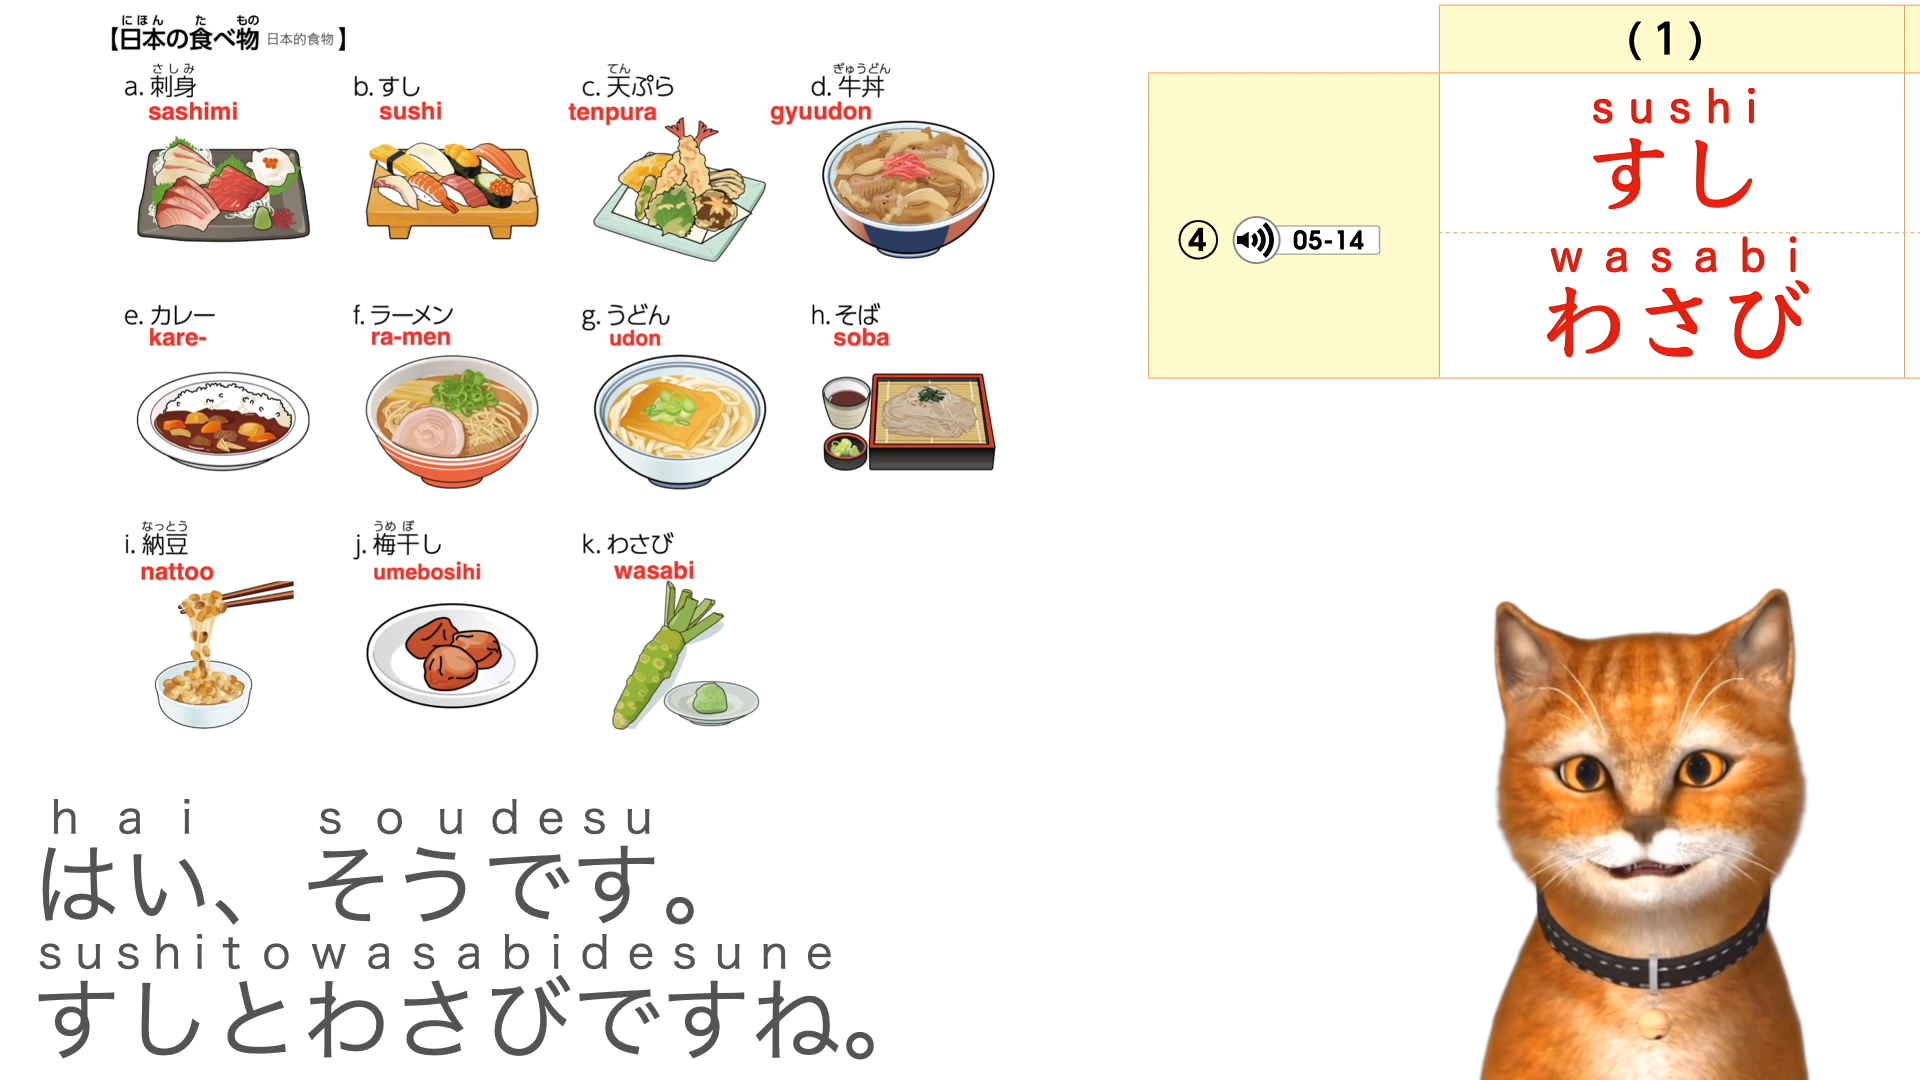 にほん た もの
【日本の食べ物 日本的食物】
さしみ てん ぎゅうどん
a. 刺身 b. すし c. 天ぷら d. 牛丼
sashimi sushi tenpura gyuudon
e. カレー f. ラーメン g. うどん h. そば
kare- ra-men udon soba
なっとう うめ ぼ
i. 納豆 j. 梅干し k. わさび
nattoo umebosihi wasabi
(1)
sushi
すし
④ 05-14
wasabi
わさび
hai soudesu
はい、そうです。
sushitowasabidesune
すしとわさびですね。